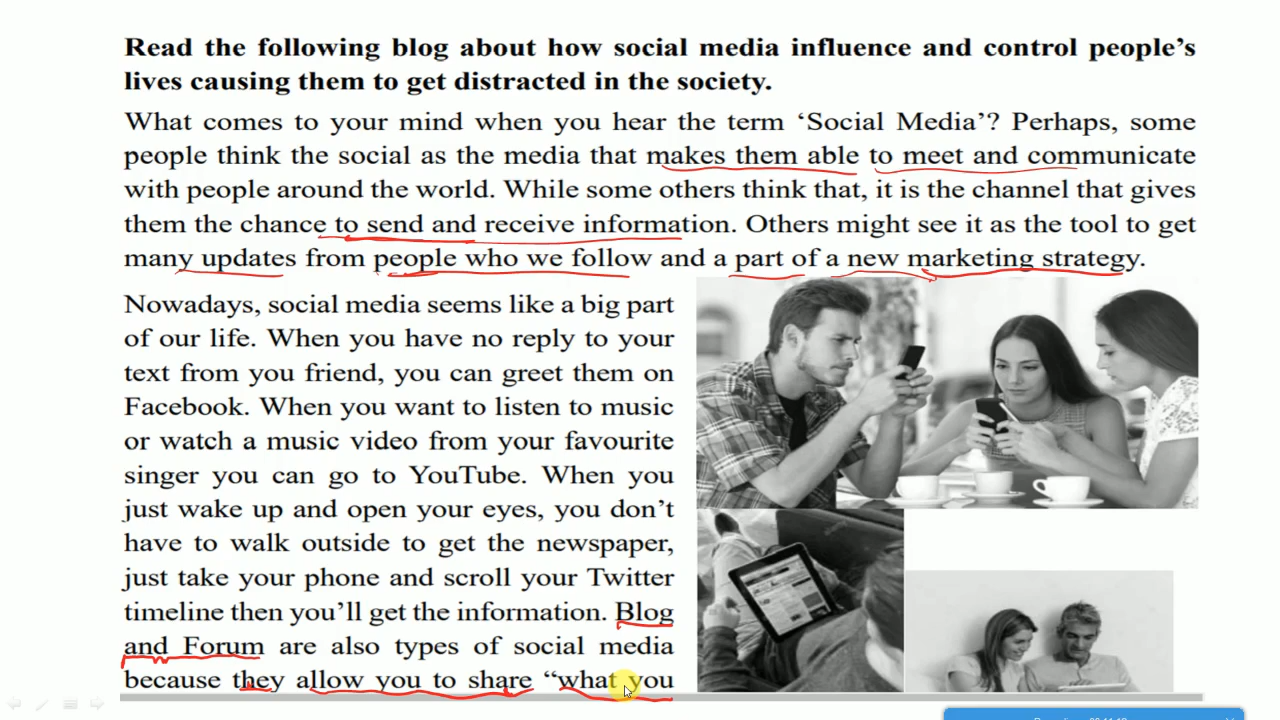 Read the following blog about how social media influence and control people's
lives causing them to get distracted in the society.
What comes to your mind when you hear the term ‘Social Media’? Perhaps, some
people think the social as the media that makes them able to meet and communicate
with people around the world. While some others think that, it is the channel that gives
them the chance to send and receive information. Others might see it as the tool to get
many updates from people who we follow and a part of a new marketing strategy.
Nowadays, social media seems like a big part
of our life. When you have no reply to your
text from you friend, you can greet them on
Facebook. When you want to listen to music
or watch a music video from your favourite
singer you can go to YouTube. When you
just wake up and open your eyes, you don’t
have to walk outside to get the newspaper,
just take your phone and scroll your Twitter
timeline then you’ll get the information. Blog
and Forum are also types of social media
because they allow you to share “what you